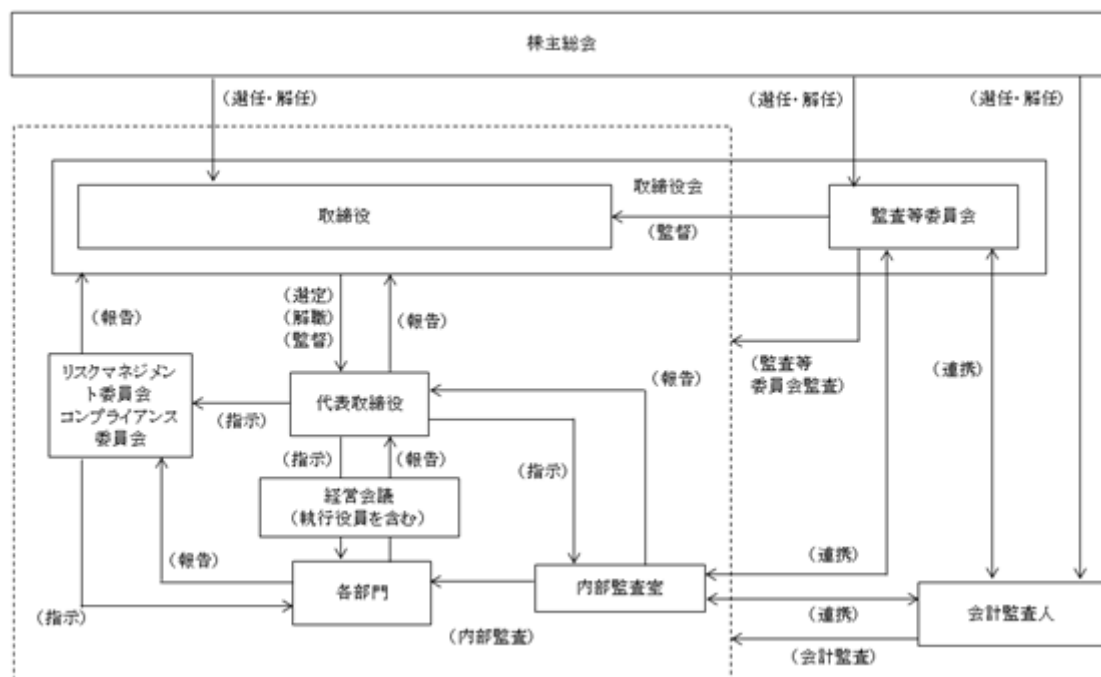 株主総会
(選任・解任)
(選任・解任)
(選任・解任)
取締役会
取締役
監査等委員会
(監督)
(報告)
(選定)
(解職)
(監督)
(報告)
(監査等
委員会監査)
(連携)
リスクマネジメン
ト委員会
コンプライアンス
委員会
(指示)
代表取締役
(報告)
(指示)
(報告)
(指示)
経営会議
(執行役員を含む)
(報告)
各部門
内部監査室
(連携)
(指示)
(内部監査)
(連携)
会計監査人
(会計監査)